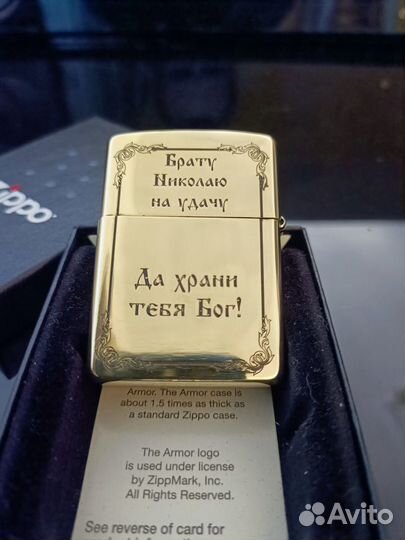 Брату
Николаю
на удачу
Да храни
тебя Бог!
Zippo
Armor. The Armor case is
about 1.5 times as thick as
a standard Zippo case.
The Armor logo
is used under license
by ZippMark, Inc.
All Rights Reserved.
See reverse of card for
Avito